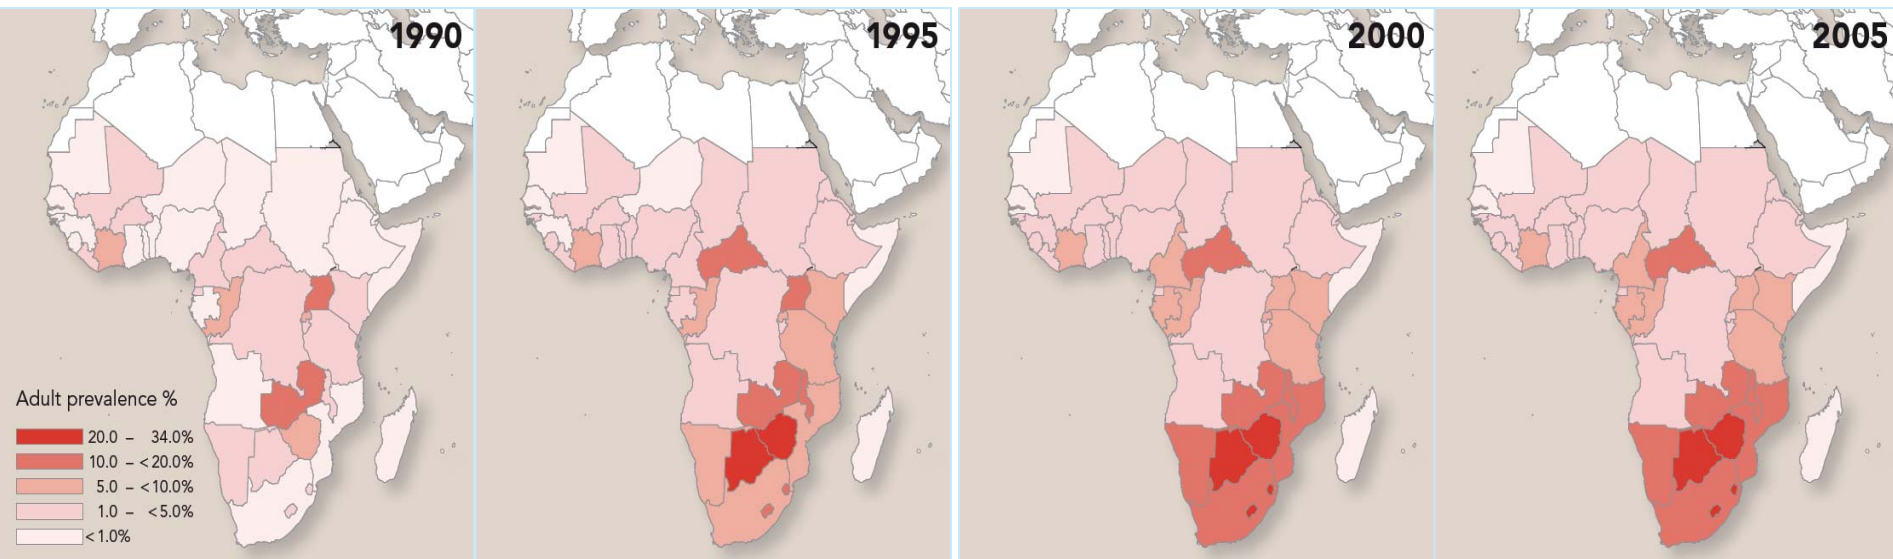 1990
1995
2000
2005
Adult prevalence %
20.0 – 34.0%
10.0 – <20.0%
5.0 – <10.0%
1.0 – <5.0%
<1.0%